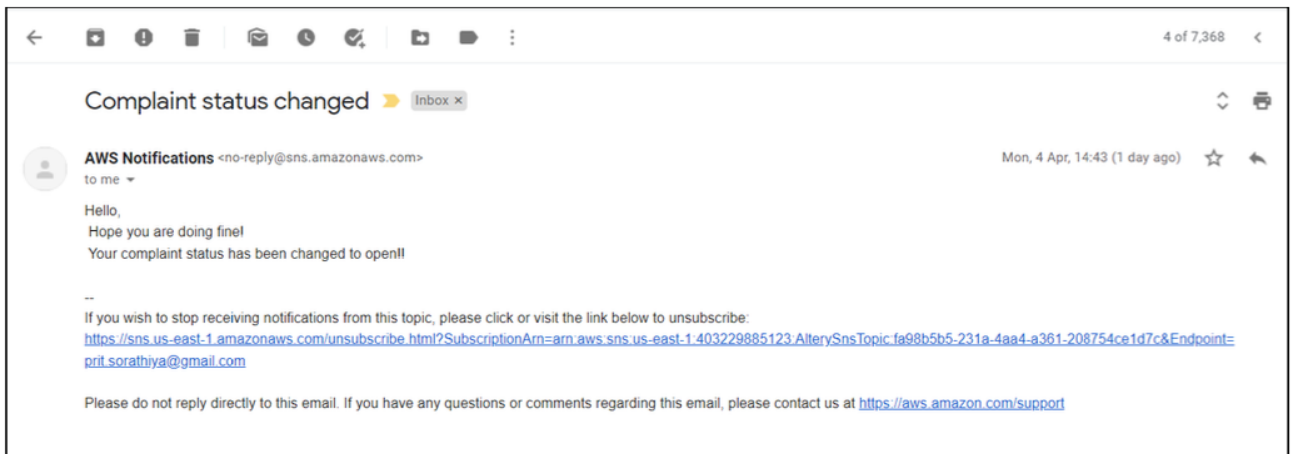 4 of 7,368
Complaint status changed Inbox ×
AWS Notifications <no-reply@sns.amazonaws.com> Mon, 4 Apr, 14:43 (1 day ago)
to me
Hello,
Hope you are doing fine!
Your complaint status has been changed to open!!
--
If you wish to stop receiving notifications from this topic, please click or visit the link below to unsubscribe:
https://sns.us-east-1.amazonaws.com/unsubscribe.html?SubscriptionArn=arn:aws:sns:us-east-1:403229885123:AlterySnsTopic:fa98b5b5-231a-4aa4-a361-208754ce1d7c&Endpoint=
prit.sorathiya@gmail.com
Please do not reply directly to this email. If you have any questions or comments regarding this email, please contact us at https://aws.amazon.com/support